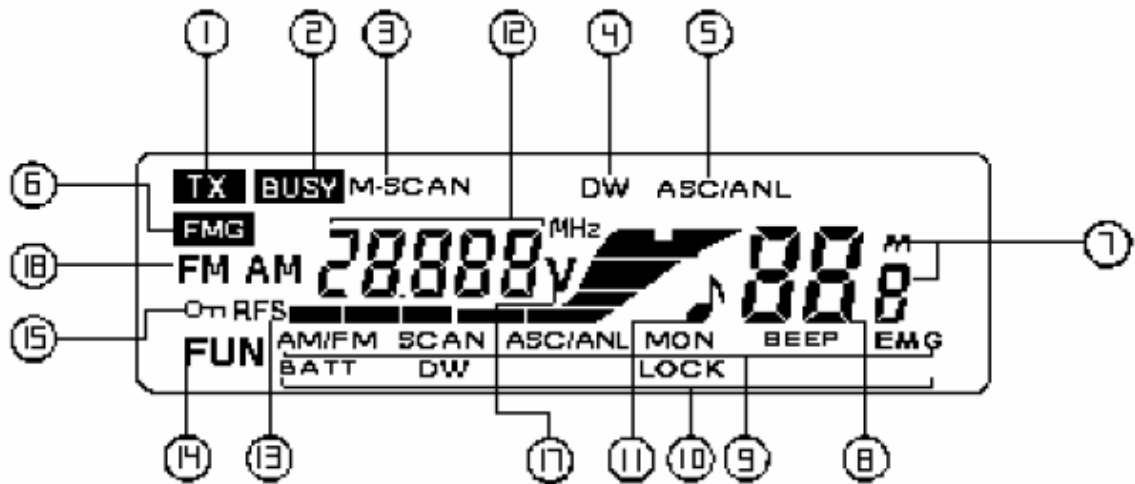 1 2 3 12 4 5
TX BUSY M-SCAN DW ASC/ANL
6
FMG MHz
28.888 V 88 M 8
7
18 FM AM
15 RFS
AM/FM SCAN ASC/ANL MON BEEP EMG
FUN BATT DW LOCK
14 13 17 11 10 9 8